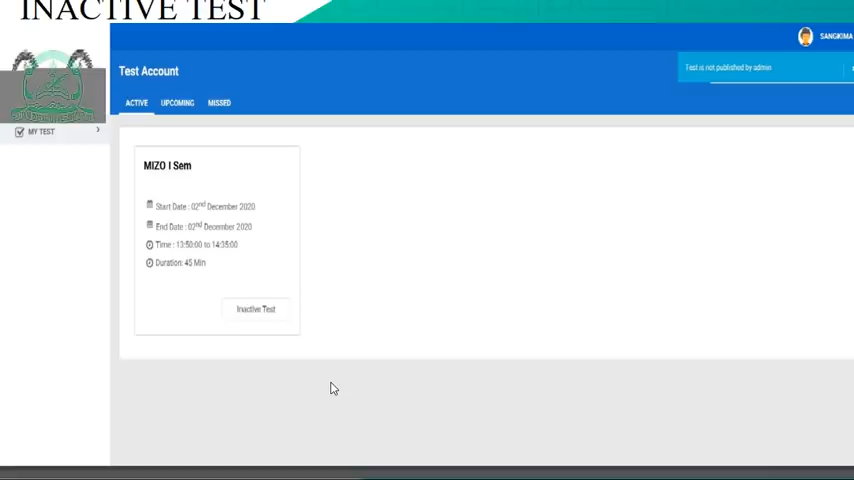 INACTIVE TEST
SANGKIMA
Test Account
Test is not published by admin
ACTIVE UPCOMING MISSED
MY TEST
MIZO I Sem
Start Date : 02nd December 2020
End Date : 02nd December 2020
Time : 13:50:00 to 14:35:00
Duration: 45 Min
Inactive Test